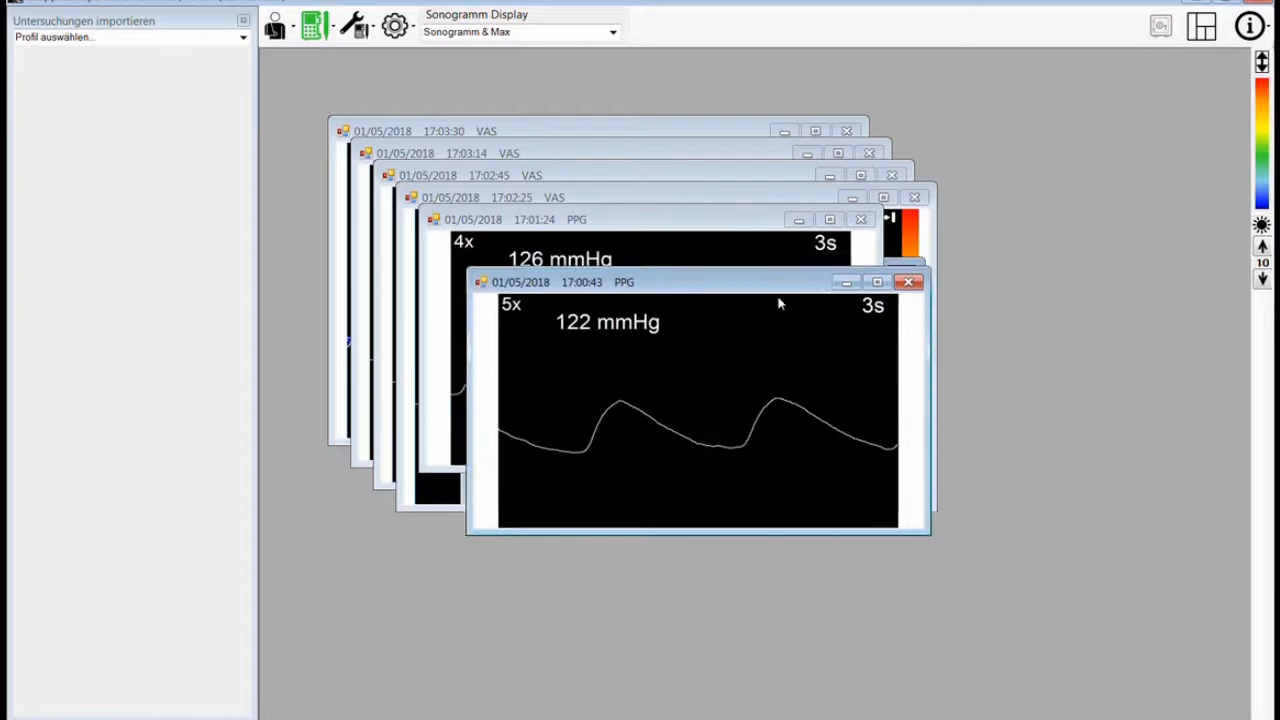 Untersuchungen importieren
Profil auswählen...
Sonogramm Display
Sonogramm & Max
01/05/2018 17:03:30 VAS
01/05/2018 17:03:14 VAS
01/05/2018 17:02:45 VAS
01/05/2018 17:02:25 VAS
01/05/2018 17:01:24 PPG
4x 3s
126 mmHg
01/05/2018 17:00:43 PPG
5x 3s
122 mmHg
10